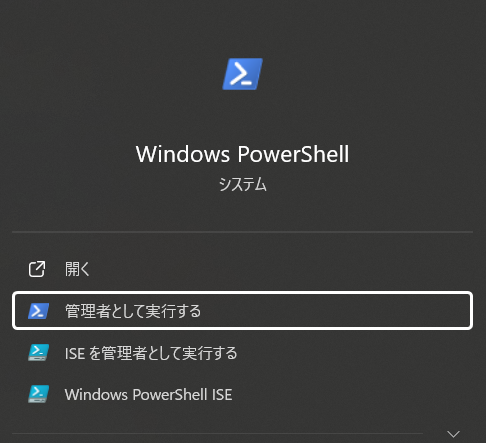 Windows PowerShell
システム
開く
管理者として実行する
ISE を管理者として実行する
Windows PowerShell ISE